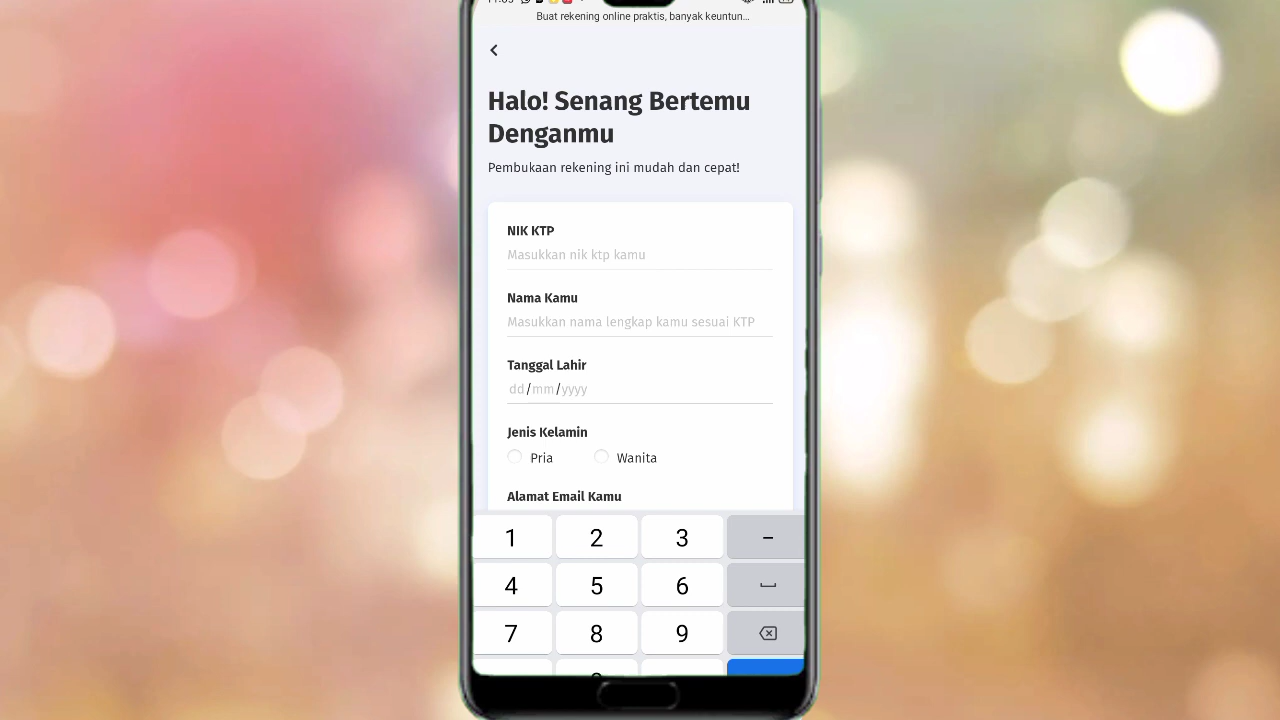 Buat rekening online praktis, banyak keuntun...
Halo! Senang Bertemu
Denganmu
Pembukaan rekening ini mudah dan cepat!
NIK KTP
Masukkan nik ktp kamu
Nama Kamu
Masukkan nama lengkap kamu sesuai KTP
Tanggal Lahir
dd/mm/yyyy
Jenis Kelamin
Pria Wanita
Alamat Email Kamu
1 2 3 -
4 5 6
7 8 9